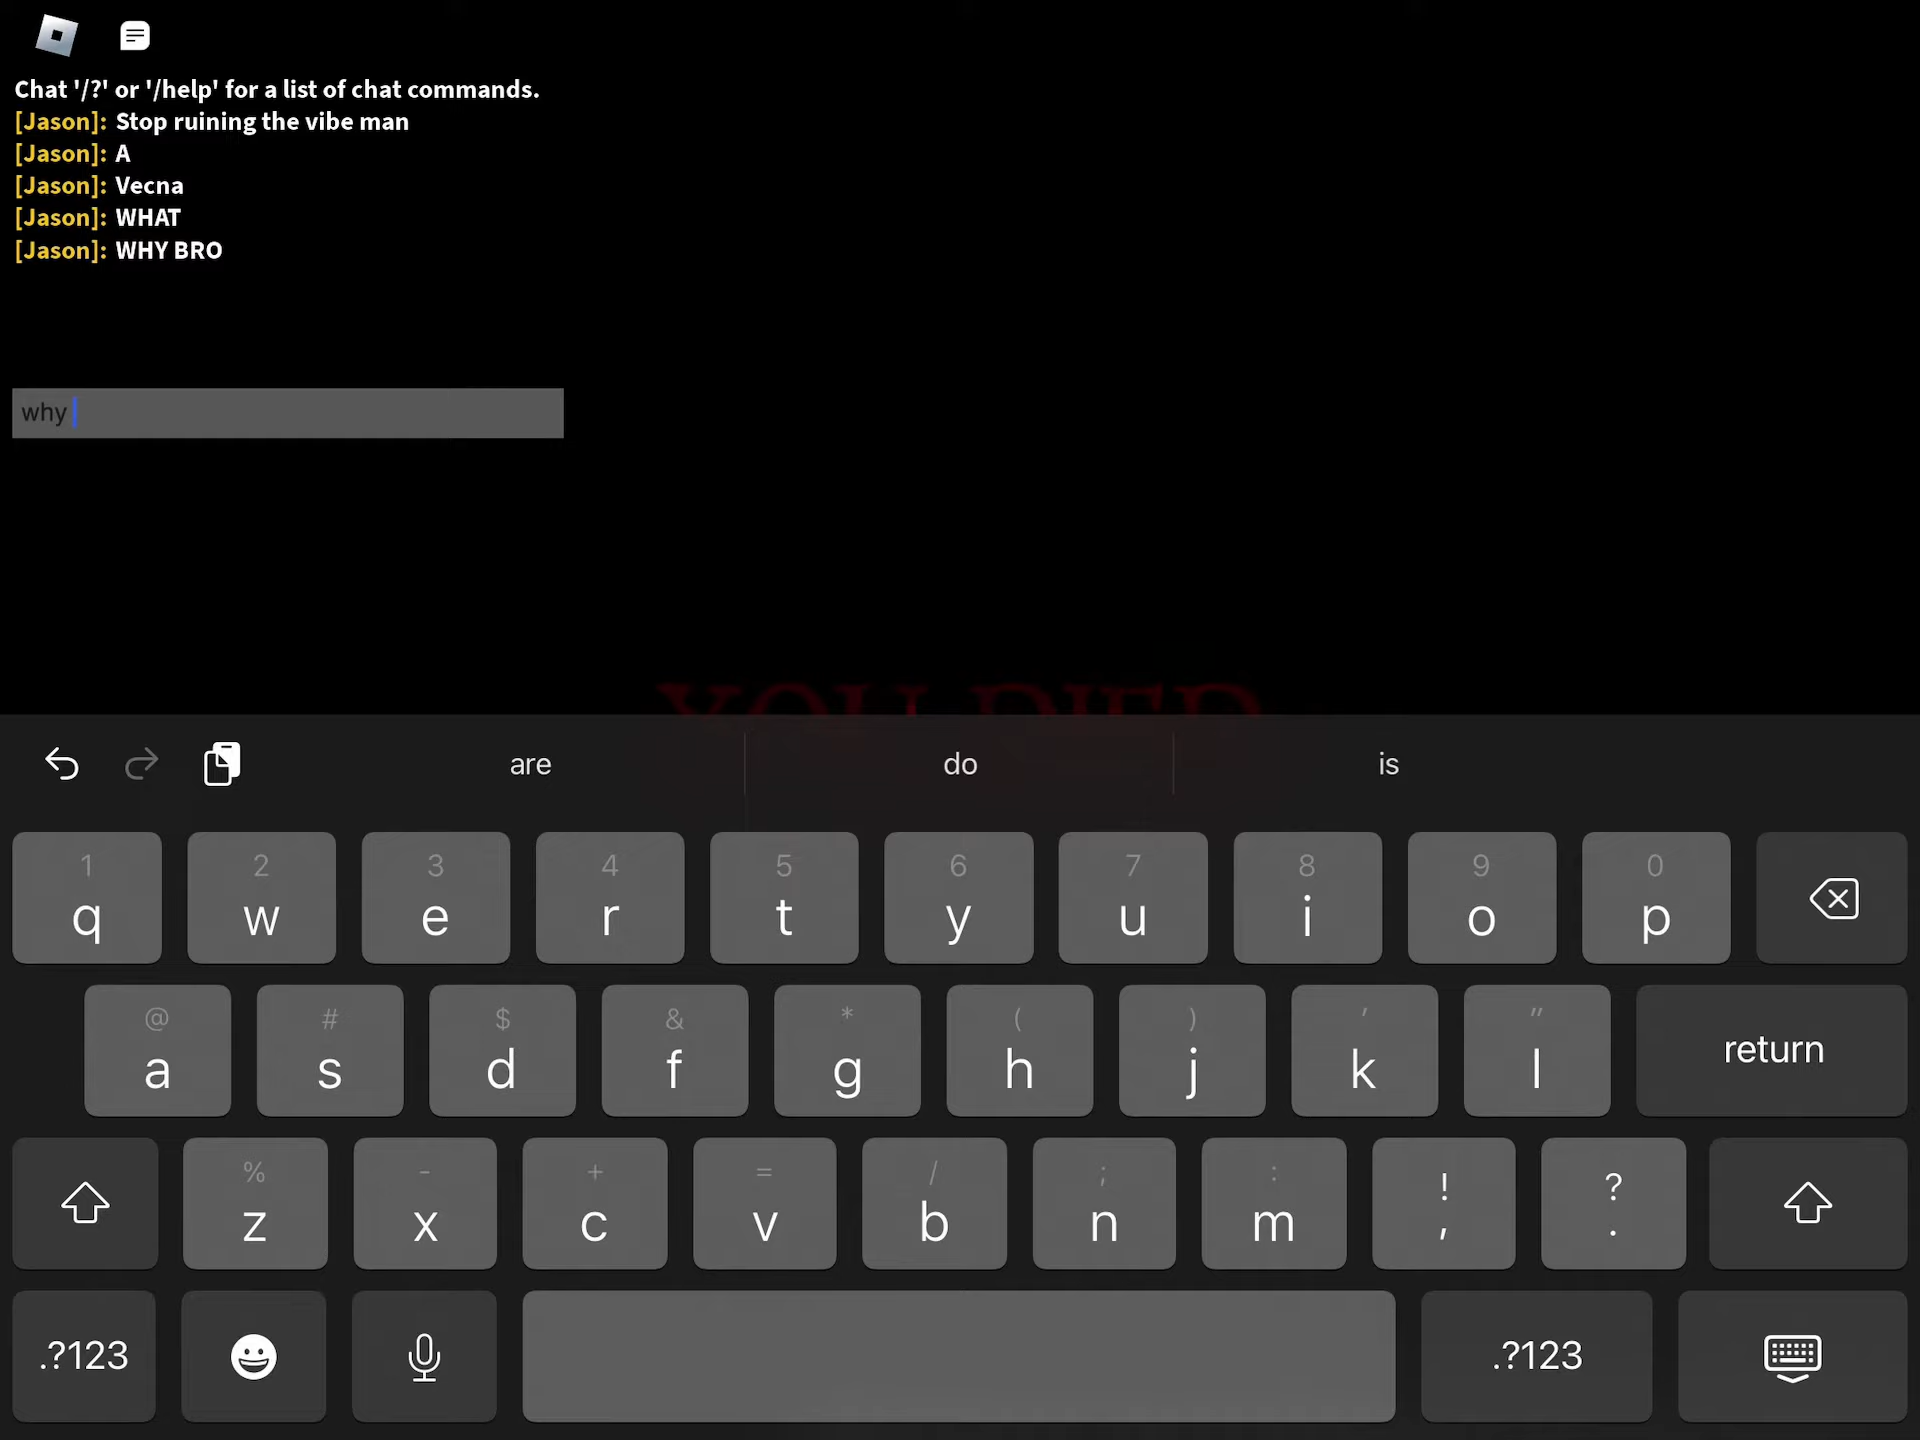 Chat '/?' or '/help' for a list of chat commands.
[Jason]: Stop ruining the vibe man
[Jason]: A
[Jason]: Vecna
[Jason]: WHAT
[Jason]: WHY BRO
why
YOU DIED
are do is
1 2 3 4 5 6 7 8 9 0
q w e r t y u i o p
@ # $ & * ( ) ' "
a s d f g h j k l return
% - + = / ; : ! ?
z x c v b n m , .
.?123 .?123